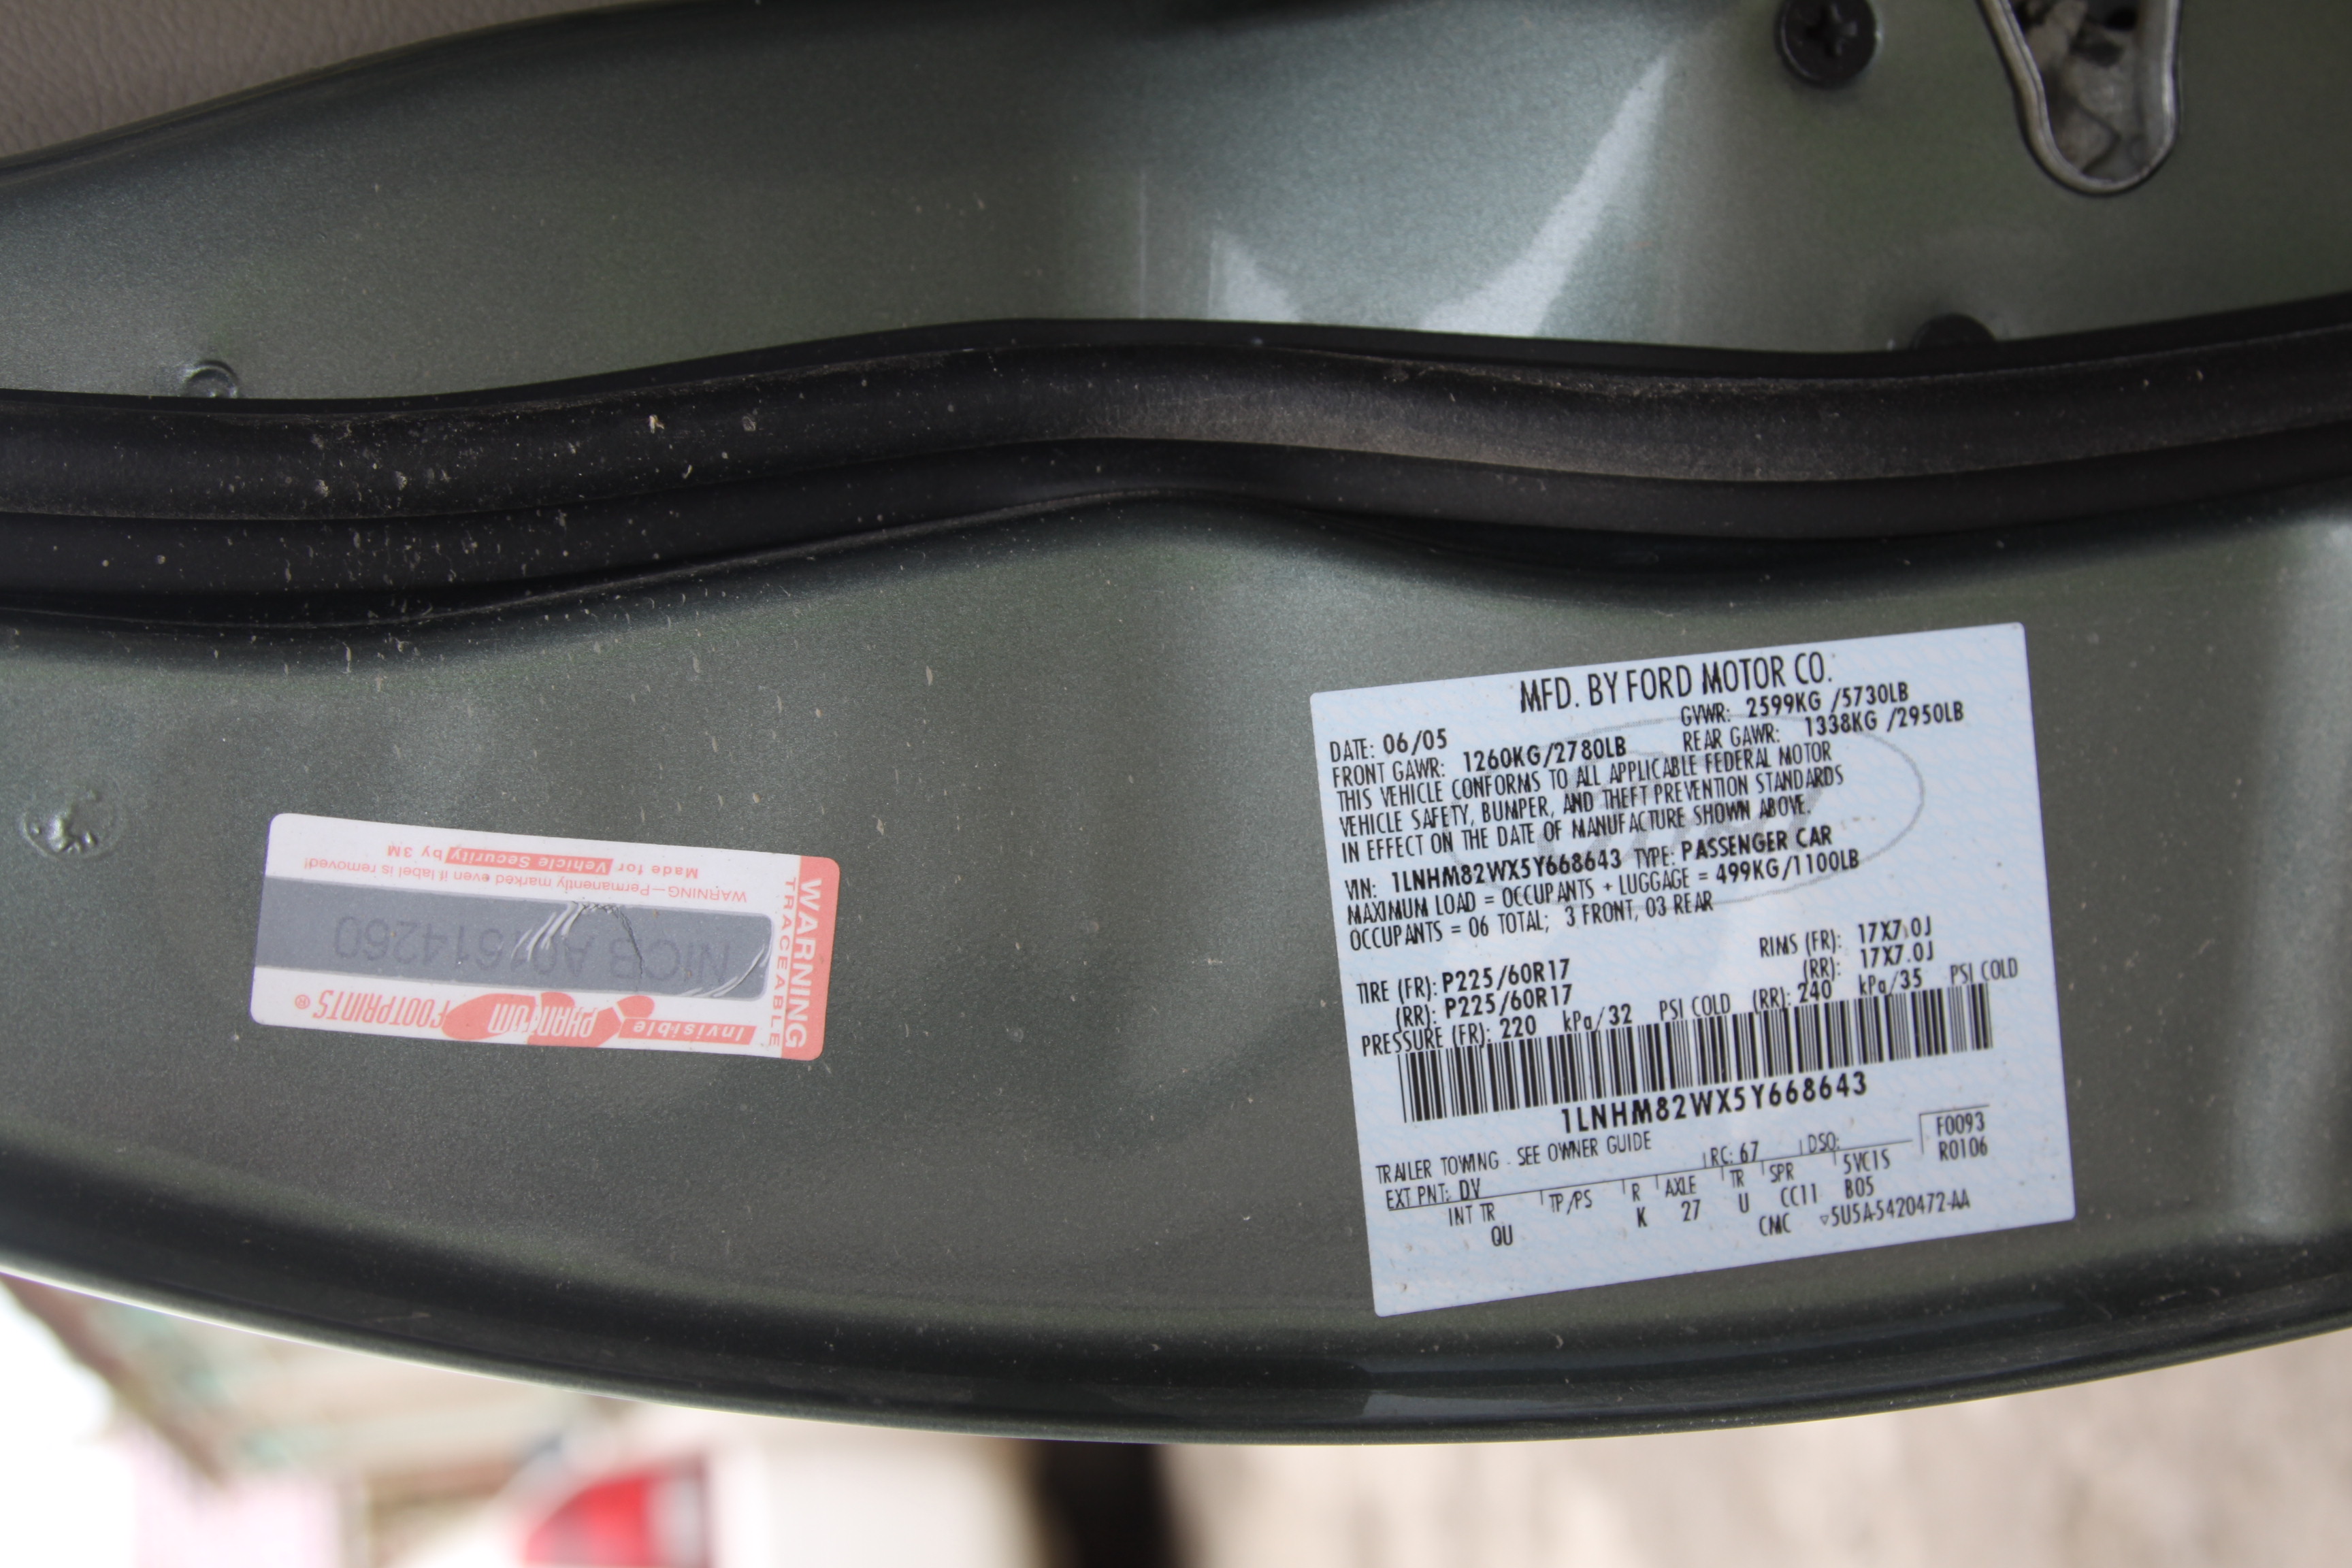 WARNING
TRACEABLE
Invisible PHANTOM FOOTPRINTS®
WARNING—Permanently marked even if label is removed!
Made for Vehicle Security by 3M
MFD. BY FORD MOTOR CO.
DATE: 06/05 GVWR: 2599KG /5730LB
FRONT GAWR: 1260KG/2780LB REAR GAWR: 1338KG /2950LB
THIS VEHICLE CONFORMS TO ALL APPLICABLE FEDERAL MOTOR
VEHICLE SAFETY, BUMPER, AND THEFT PREVENTION STANDARDS
IN EFFECT ON THE DATE OF MANUFACTURE SHOWN ABOVE.
VIN: 1LNHM82WX5Y668643 TYPE: PASSENGER CAR
MAXIMUM LOAD = OCCUPANTS + LUGGAGE = 499KG/1100LB
OCCUPANTS = 06 TOTAL; 3 FRONT, 03 REAR
RIMS (FR): 17X7.0J
TIRE (FR): P225/60R17 (RR): 17X7.0J
(RR): P225/60R17
PRESSURE (FR): 220 kPa/32 PSI COLD (RR): 240 kPa/35 PSI COLD
1LNHM82WX5Y668643
TRAILER TOWING - SEE OWNER GUIDE
EXT PNT: DV RC: 67 DSO: F0093
INT TR TP/PS R AXLE TR SPR 5VC1S R0106
QU K 27 U CC11 B05
CMC ▿5U5A-5420472-AA